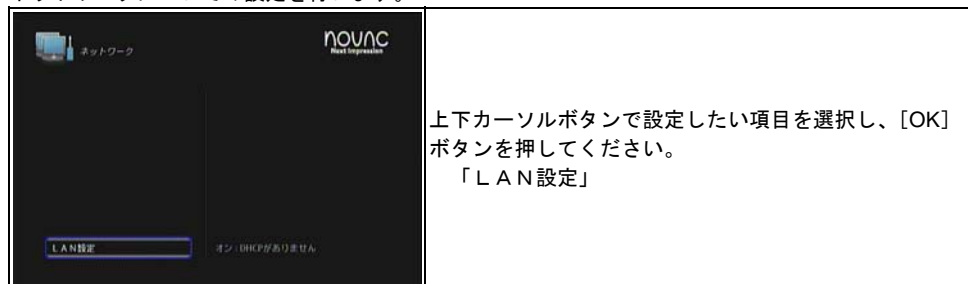 ネットワーク
novac
Next Impression
LAN設定
オン:DHCPがありません
上下カーソルボタンで設定したい項目を選択し、[OK]
ボタンを押してください。
「LAN設定」